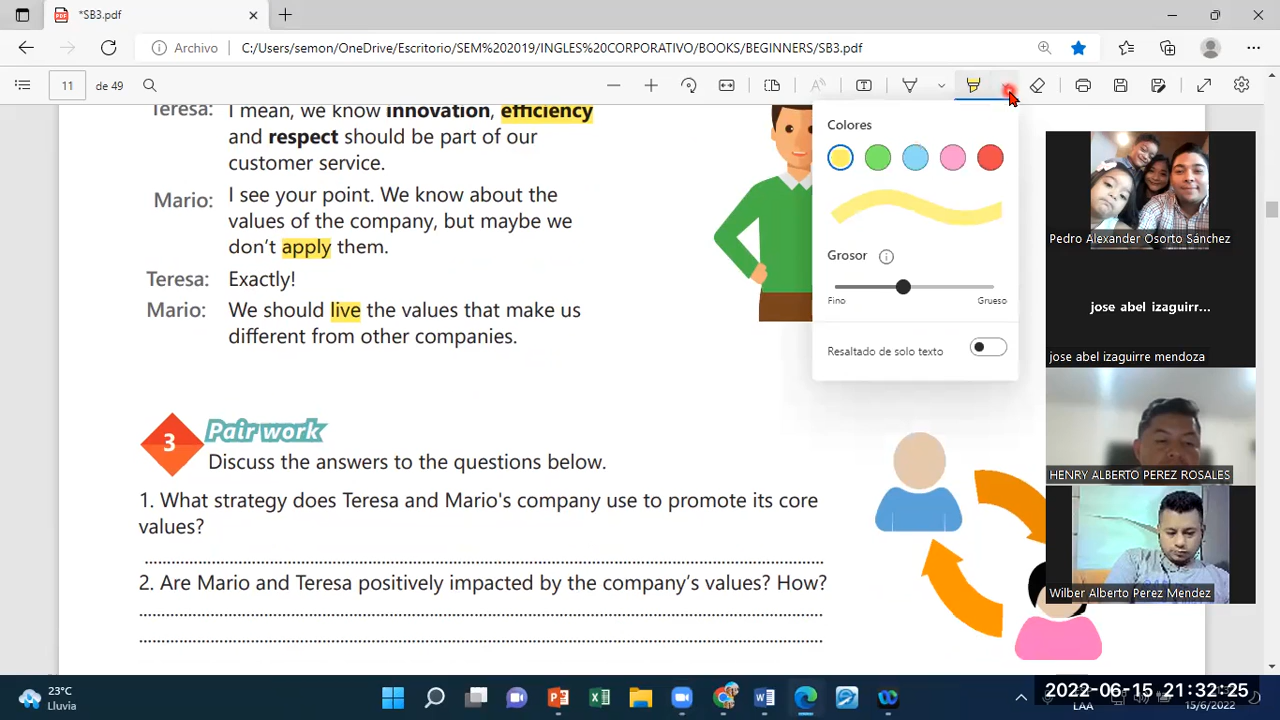 *SB3.pdf
Archivo
C:/Users/semon/OneDrive/Escritorio/SEM%202019/INGLES%20CORPORATIVO/BOOKS/BEGINNERS/SB3.pdf
11 de 49
Teresa: I mean, we know innovation, efficiency
and respect should be part of our
customer service.
Mario: I see your point. We know about the
values of the company, but maybe we
don't apply them.
Teresa: Exactly!
Mario: We should live the values that make us
different from other companies.
3 Pair work
Discuss the answers to the questions below.
1. What strategy does Teresa and Mario's company use to promote its core
values?
2. Are Mario and Teresa positively impacted by the company's values? How?
Colores
Grosor
Fino Grueso
Resaltado de solo texto
Pedro Alexander Osorto Sánchez
jose abel izaguirr...
jose abel izaguirre mendoza
HENRY ALBERTO PEREZ ROSALES
Wilber Alberto Perez Mendez
23°C
Lluvia
2022-06-15 21:32:25
LAA 15/6/2022